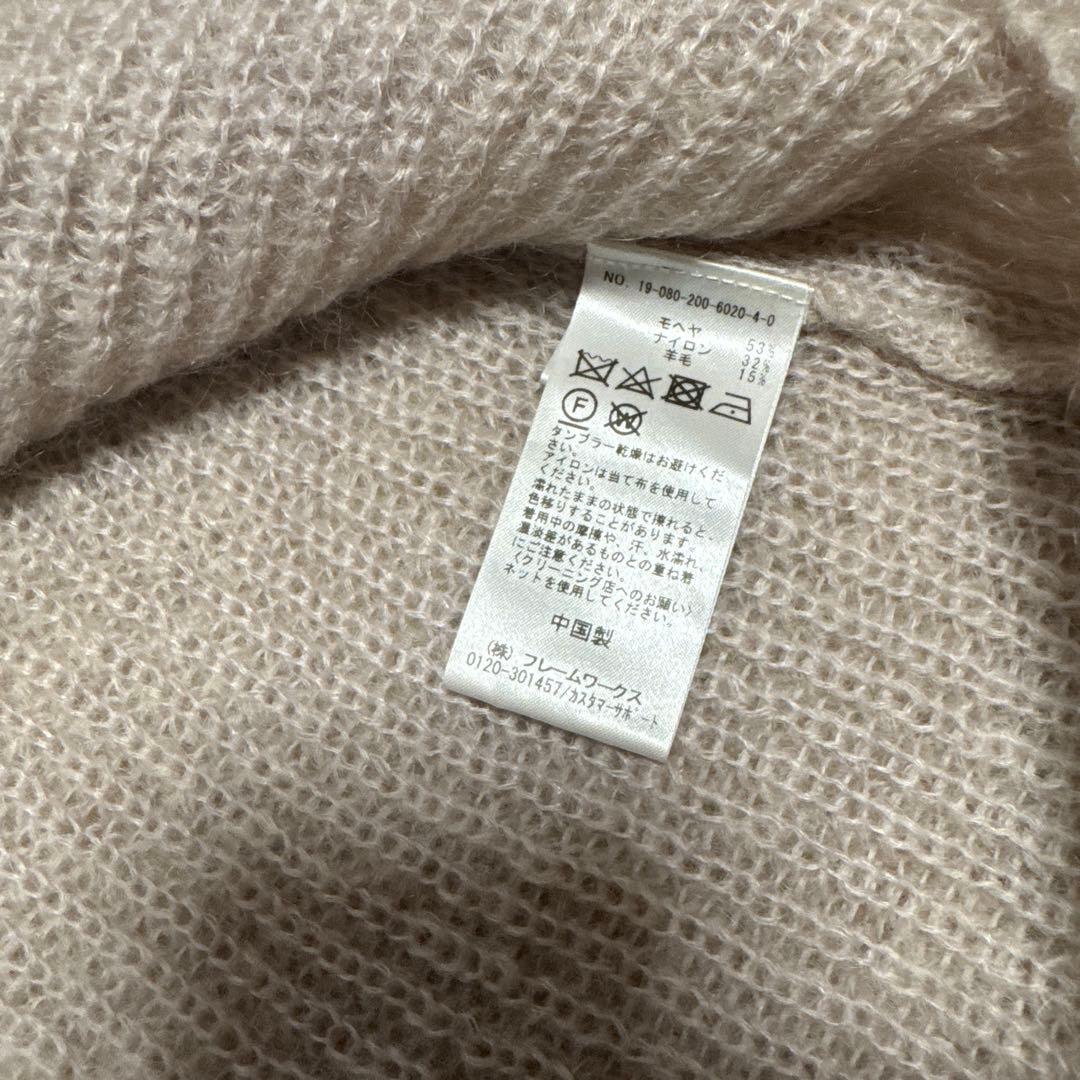 NO. 19-080-200-6020-4-0
モヘヤ 53%
ナイロン 32%
羊毛 15%
F
W
タンブラー乾燥はお避けくだ
さい。
アイロンは当て布を使用して
ください。
濡れたままの状態で擦れると
色移りすることがあります。
着用中の摩擦や、汗、水濡れ、
濃淡差があるものとの重ね着
にご注意ください。
〈クリーニング店へのお願い〉
ネットを使用してください。
中国製
(株) フレームワークス
0120-301457/カスタマーサポート